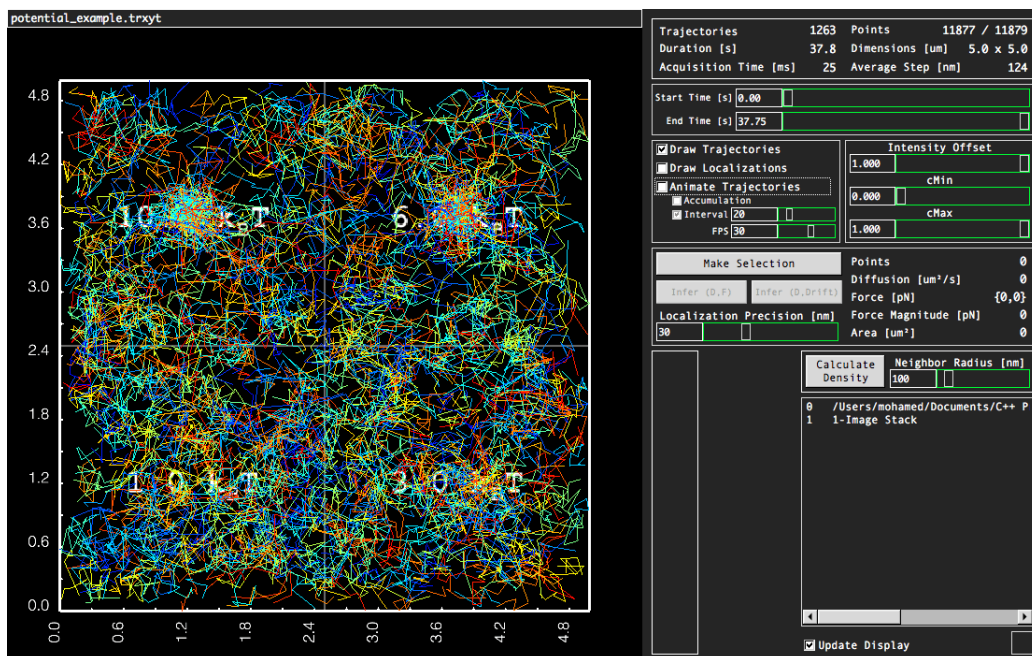 potential_example.trxyt
Trajectories 1263 Points 11877 / 11879
Duration [s] 37.8 Dimensions [um] 5.0 x 5.0
Acquisition Time [ms] 25 Average Step [nm] 124
Start Time [s] 0.00
End Time [s] 37.75
Draw Trajectories
Draw Localizations
Animate Trajectories
Accumulation
Interval 20
FPS 30
Intensity Offset
1.000
cMin
0.000
cMax
1.000
Make Selection
Infer (D,F) Infer (D,Drift)
Localization Precision [nm]
30
Points 0
Diffusion [um²/s] 0
Force [pN] {0,0}
Force Magnitude [pN] 0
Area [um²] 0
Calculate
Density
Neighbor Radius [nm]
100
0 /Users/mohamed/Documents/C++ P
1 1-Image Stack
Update Display
4.8
4.2
3.6
3.0
2.4
1.8
1.2
0.6
0.0
0.0 0.6 1.2 1.8 2.4 3.0 3.6 4.2 4.8